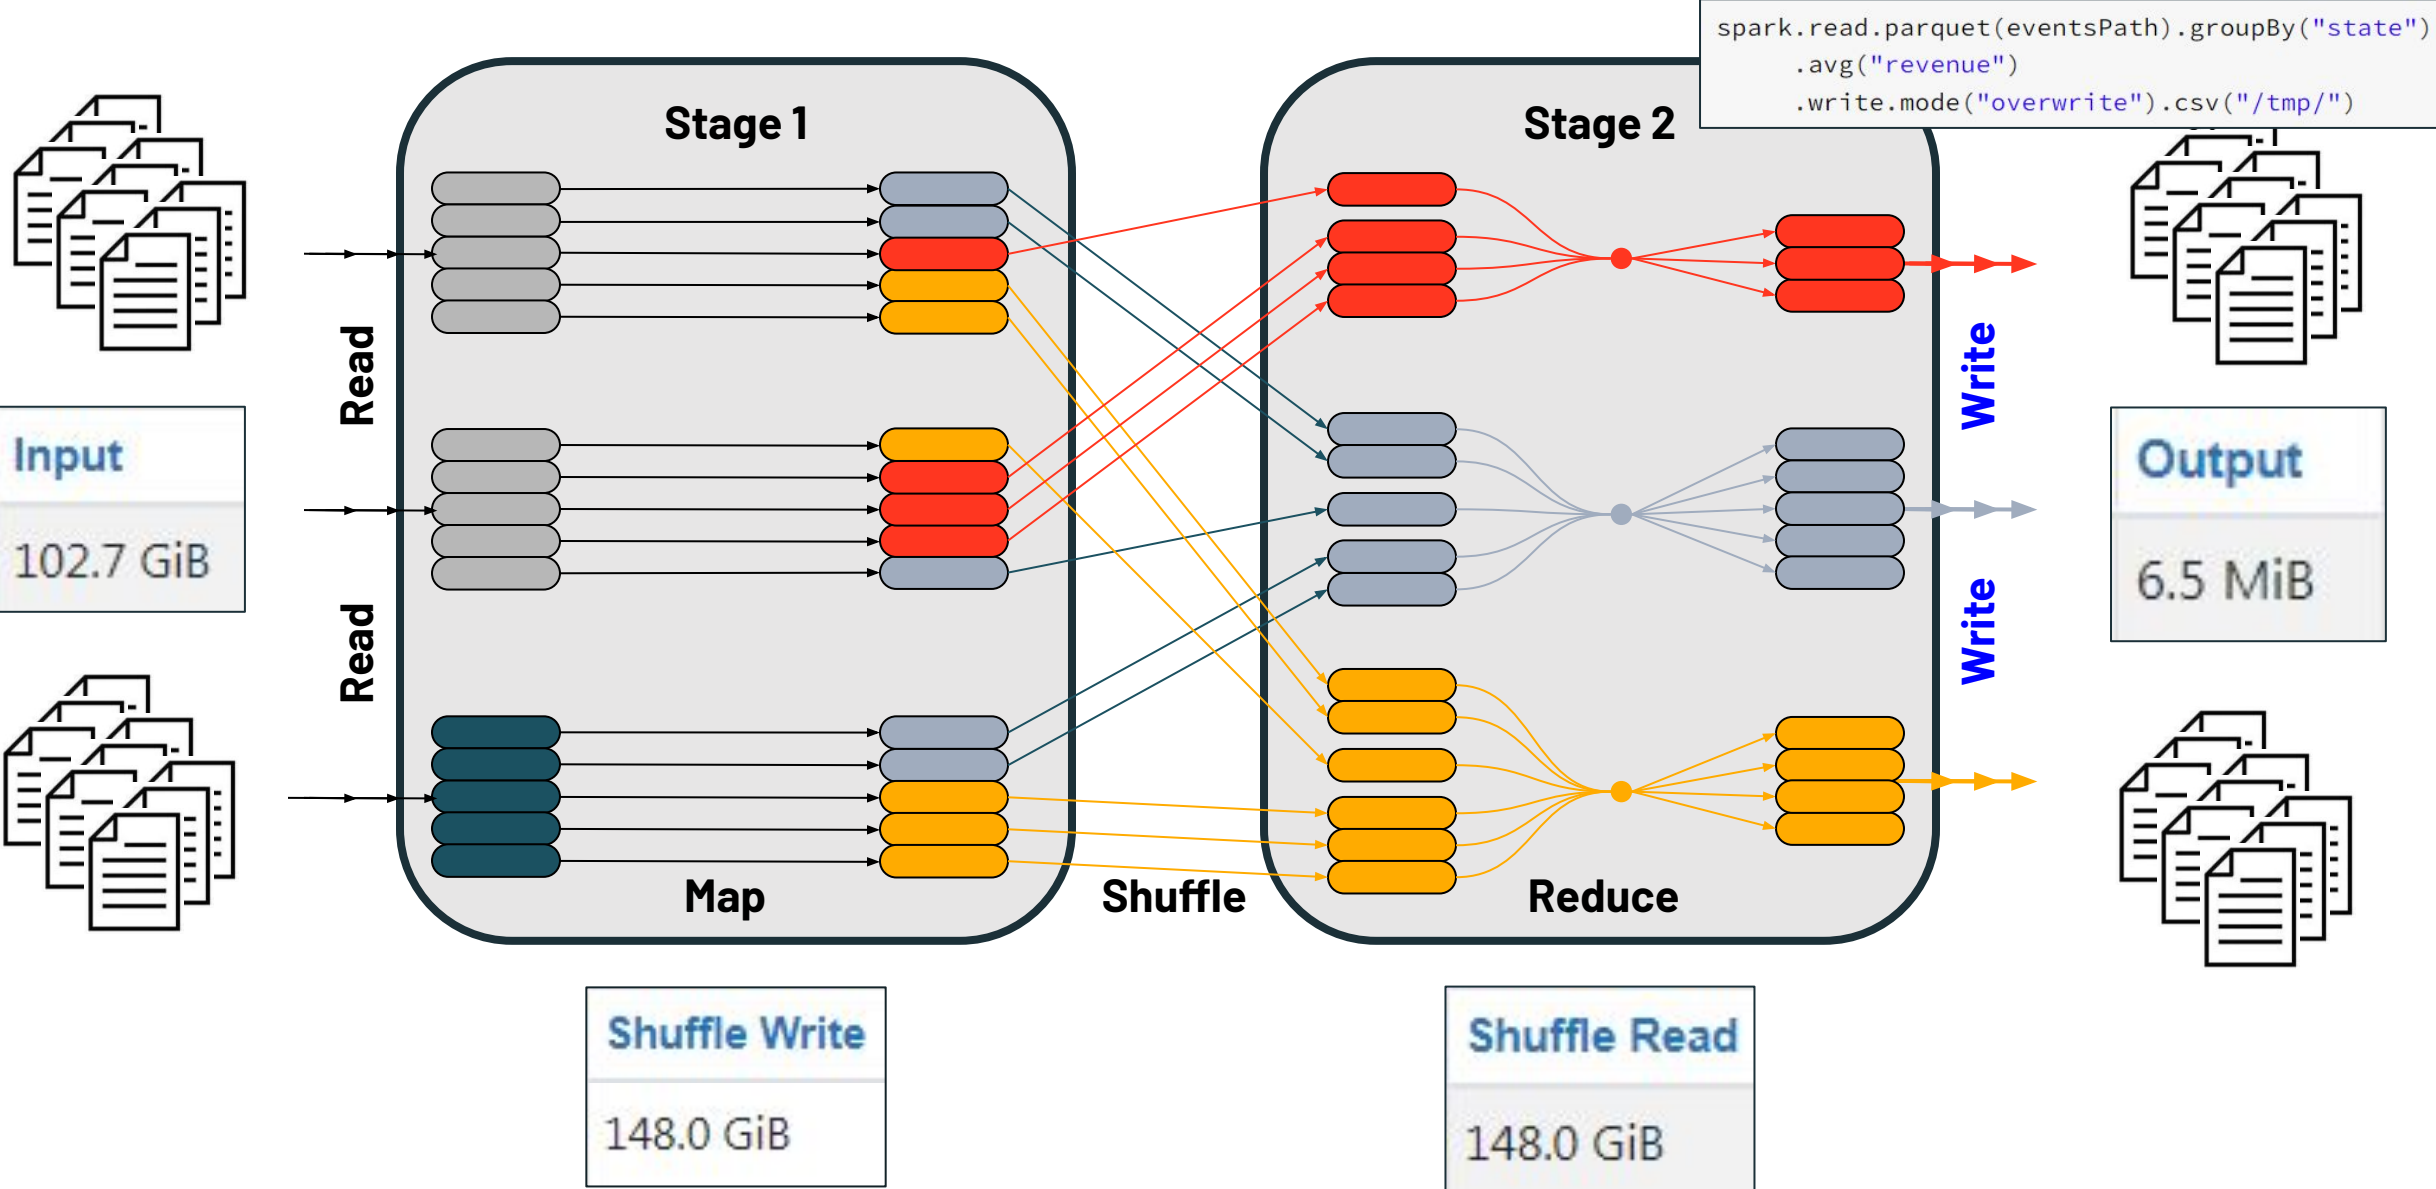 spark.read.parquet(eventsPath).groupBy("state")
.avg("revenue")
.write.mode("overwrite").csv("/tmp/")
Stage 1
Stage 2
Read
Write
Input
102.7 GiB
Output
6.5 MiB
Read
Write
Map
Shuffle
Reduce
Shuffle Write
148.0 GiB
Shuffle Read
148.0 GiB